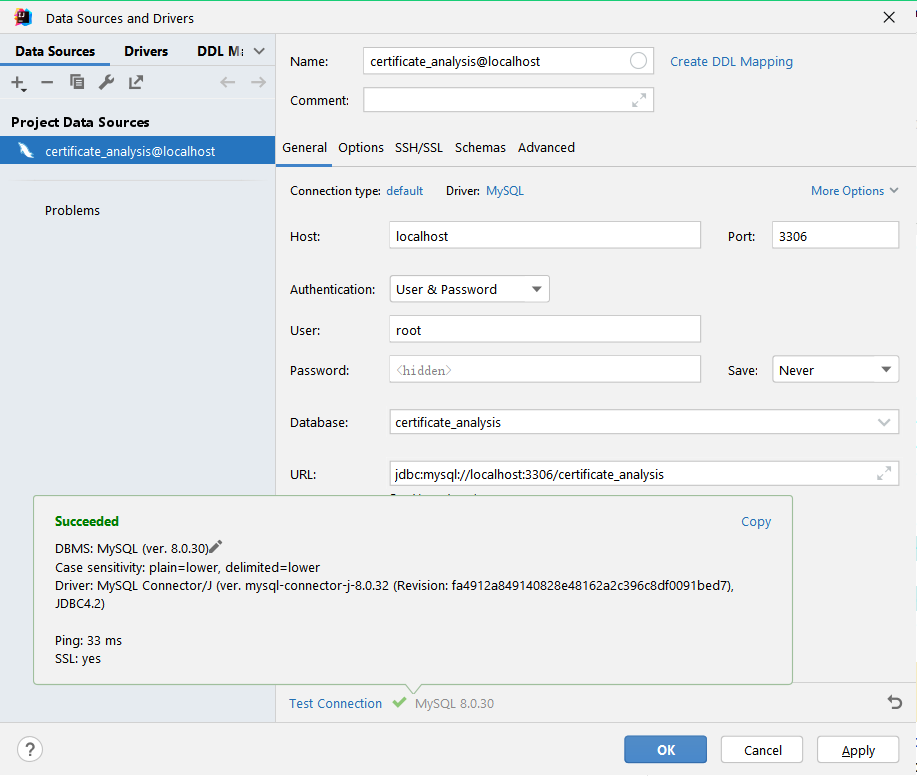 Data Sources and Drivers
Data Sources Drivers DDL M
Name: certificate_analysis@localhost Create DDL Mapping
Comment:
Project Data Sources
certificate_analysis@localhost
Problems
General Options SSH/SSL Schemas Advanced
Connection type: default Driver: MySQL More Options
Host: localhost Port: 3306
Authentication: User & Password
User: root
Password: <hidden> Save: Never
Database: certificate_analysis
URL: jdbc:mysql://localhost:3306/certificate_analysis
Succeeded Copy
DBMS: MySQL (ver. 8.0.30)
Case sensitivity: plain=lower, delimited=lower
Driver: MySQL Connector/J (ver. mysql-connector-j-8.0.32 (Revision: fa4912a849140828e48162a2c396c8df0091bed7),
JDBC4.2)
Ping: 33 ms
SSL: yes
Test Connection MySQL 8.0.30
? OK Cancel Apply